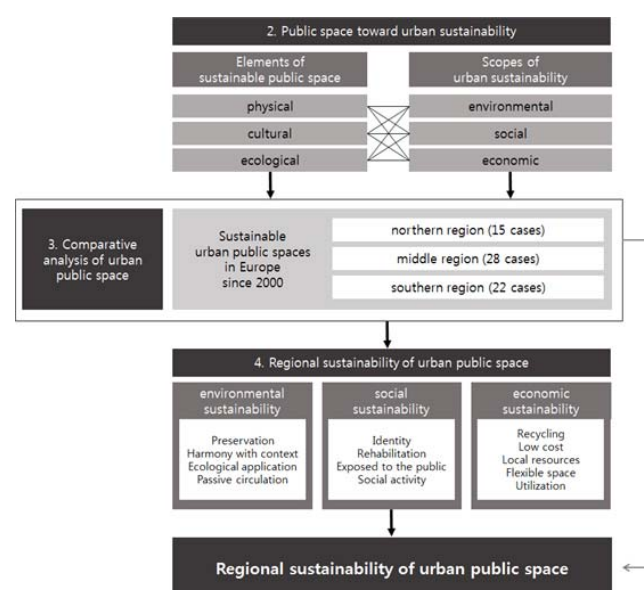 2. Public space toward urban sustainability
Elements of
sustainable public space
Scopes of
urban sustainability
physical
environmental
cultural
social
ecological
economic
3. Comparative
analysis of urban
public space
Sustainable
urban public spaces
in Europe
since 2000
northern region (15 cases)
middle region (28 cases)
southern region (22 cases)
4. Regional sustainability of urban public space
environmental
sustainability
Preservation
Harmony with context
Ecological application
Passive circulation
social
sustainability
Identity
Rehabilitation
Exposed to the public
Social activity
economic
sustainability
Recycling
Low cost
Local resources
Flexible space
Utilization
Regional sustainability of urban public space